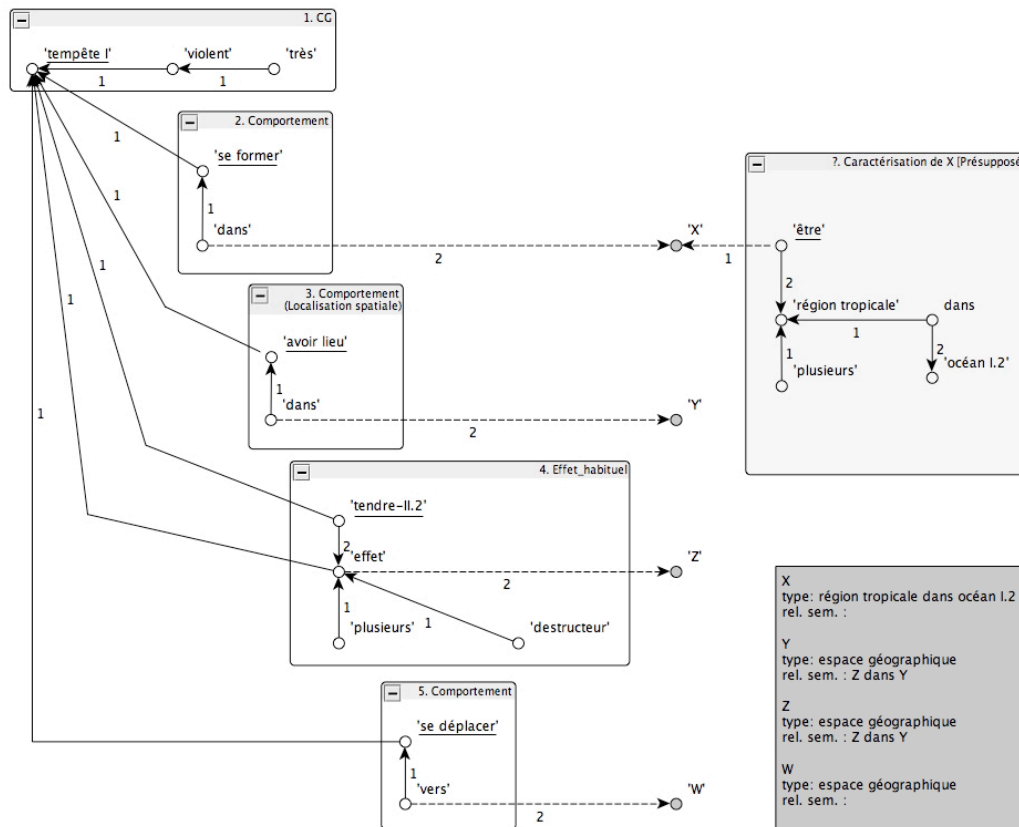 1. CG
'tempête I' 'violent' 'très'
1 1
2. Comportement
'se former'
1
'dans'
2
'X'
1
?. Caractérisation de X [Présupposé
'être'
2
'région tropicale' dans
1
1 2
'plusieurs' 'océan I.2'
3. Comportement
(Localisation spatiale)
'avoir lieu'
1
'dans'
2
'Y'
4. Effet_habituel
'tendre-II.2'
2
'effet'
2
'Z'
1 1
'plusieurs' 'destructeur'
5. Comportement
'se déplacer'
1
'vers'
2
'W'
1
1
1
1
1
X
type: région tropicale dans océan I.2
rel. sem. :
Y
type: espace géographique
rel. sem. : Z dans Y
Z
type: espace géographique
rel. sem. : Z dans Y
W
type: espace géographique
rel. sem. :